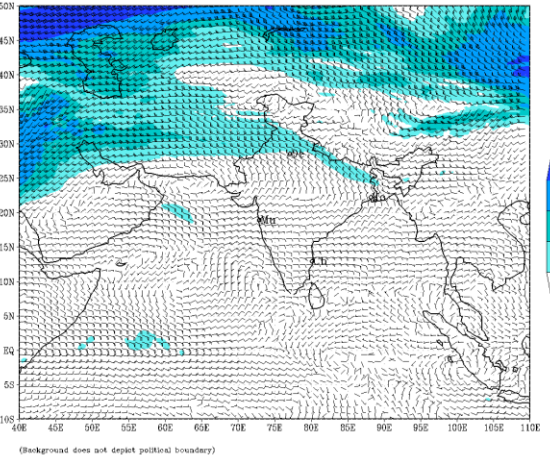 50N
45N
40N
35N
30N
25N
20N
15N
10N
5N
EQ
5S
10S
Mu
Ch
40E 45E 50E 55E 60E 65E 70E 75E 80E 85E 90E 95E 100E 105E 110E
(Background does not depict political boundary)